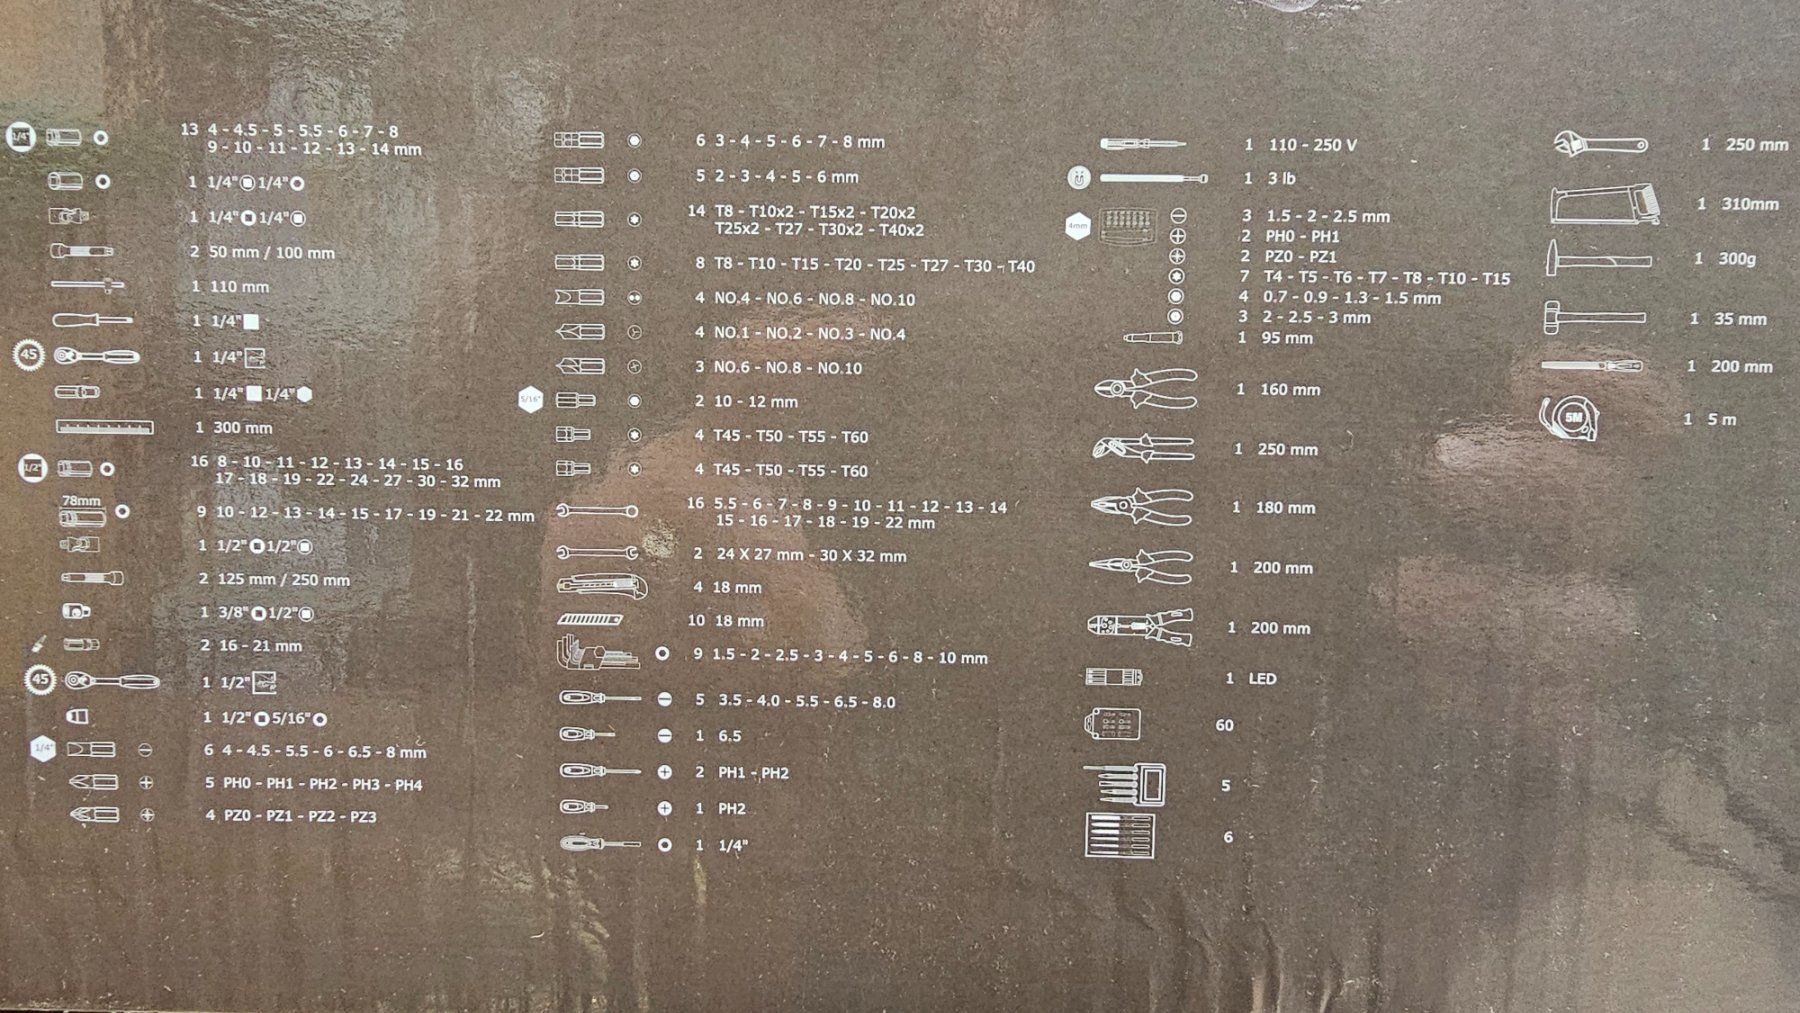 1/4"
13 4 - 4.5 - 5 - 5.5 - 6 - 7 - 8
9 - 10 - 11 - 12 - 13 - 14 mm
1 1/4" 1/4"
1 1/4" 1/4"
2 50 mm / 100 mm
1 110 mm
1 1/4"
45
1 1/4"
1 1/4" 1/4"
1 300 mm
1/2"
16 8 - 10 - 11 - 12 - 13 - 14 - 15 - 16
17 - 18 - 19 - 22 - 24 - 27 - 30 - 32 mm
78mm
9 10 - 12 - 13 - 14 - 15 - 17 - 19 - 21 - 22 mm
1 1/2" 1/2"
2 125 mm / 250 mm
1 3/8" 1/2"
2 16 - 21 mm
45
1 1/2"
1 1/2" 5/16"
1/4"
6 4 - 4.5 - 5.5 - 6 - 6.5 - 8 mm
5 PH0 - PH1 - PH2 - PH3 - PH4
4 PZ0 - PZ1 - PZ2 - PZ3
6 3 - 4 - 5 - 6 - 7 - 8 mm
5 2 - 3 - 4 - 5 - 6 mm
14 T8 - T10x2 - T15x2 - T20x2
T25x2 - T27 - T30x2 - T40x2
8 T8 - T10 - T15 - T20 - T25 - T27 - T30 - T40
4 NO.4 - NO.6 - NO.8 - NO.10
4 NO.1 - NO.2 - NO.3 - NO.4
3 NO.6 - NO.8 - NO.10
5/16"
2 10 - 12 mm
4 T45 - T50 - T55 - T60
4 T45 - T50 - T55 - T60
16 5.5 - 6 - 7 - 8 - 9 - 10 - 11 - 12 - 13 - 14
15 - 16 - 17 - 18 - 19 - 22 mm
2 24 X 27 mm - 30 X 32 mm
4 18 mm
10 18 mm
9 1.5 - 2 - 2.5 - 3 - 4 - 5 - 6 - 8 - 10 mm
5 3.5 - 4.0 - 5.5 - 6.5 - 8.0
1 6.5
2 PH1 - PH2
1 PH2
1 1/4"
1 110 - 250 V
1 3 lb
4mm
3 1.5 - 2 - 2.5 mm
2 PH0 - PH1
2 PZ0 - PZ1
7 T4 - T5 - T6 - T7 - T8 - T10 - T15
4 0.7 - 0.9 - 1.3 - 1.5 mm
3 2 - 2.5 - 3 mm
1 95 mm
1 160 mm
1 250 mm
1 180 mm
1 200 mm
1 200 mm
1 LED
60
5
6
1 250 mm
1 310mm
1 300g
1 35 mm
1 200 mm
5M
1 5 m